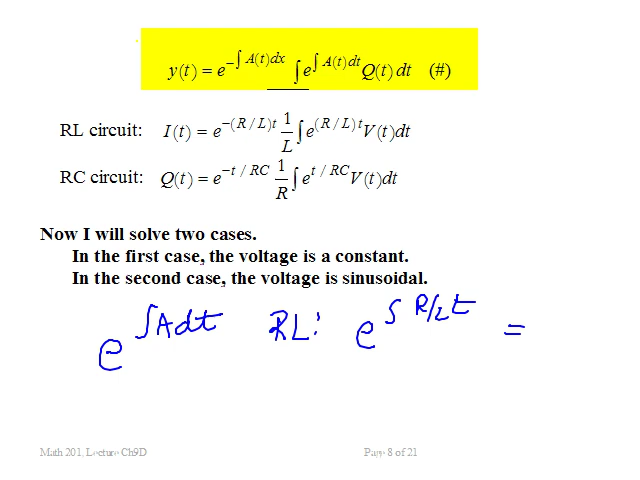 y(t) = e^{-∫A(t)dx} ∫e^{∫A(t)dt}Q(t)dt (#)
RL circuit: I(t) = e^{-(R/L)t} \frac{1}{L} ∫e^{(R/L)t}V(t)dt
RC circuit: Q(t) = e^{-t/RC} \frac{1}{R} ∫e^{t/RC}V(t)dt
Now I will solve two cases.
In the first case, the voltage is a constant.
In the second case, the voltage is sinusoidal.
e^{∫Adt} RL: e^{∫R/L t} =
Math 201, Lecture Ch9D Page 8 of 21